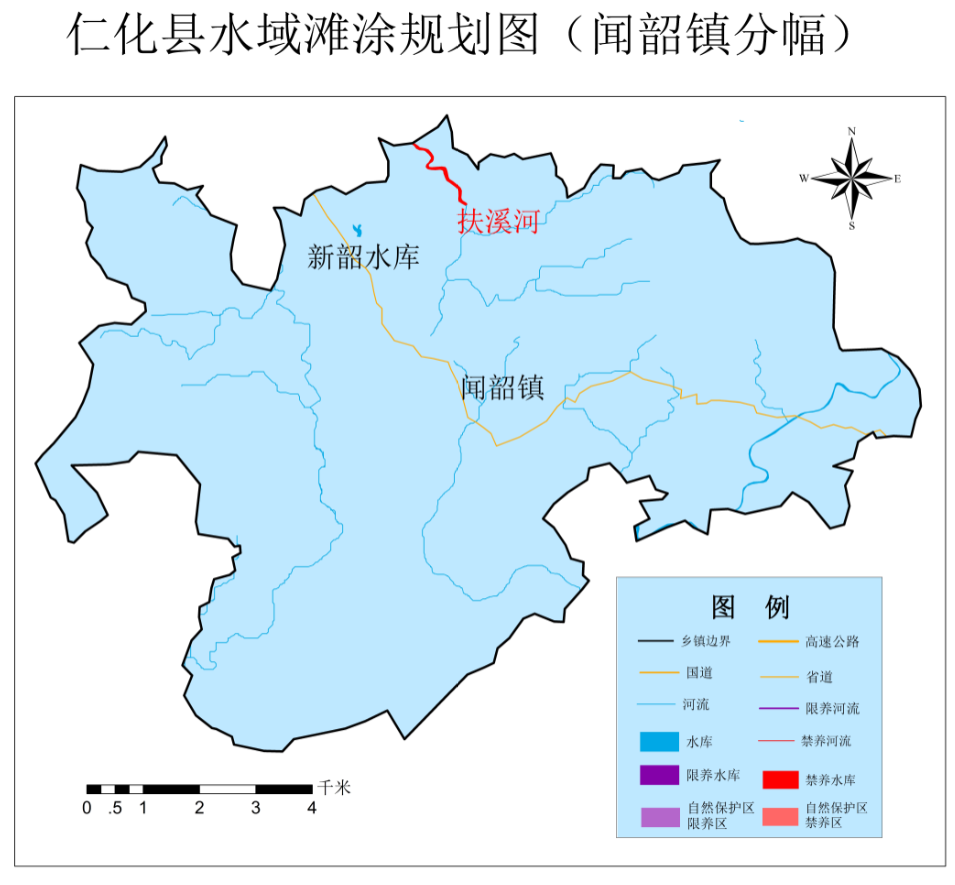 仁化县水域滩涂规划图（闻韶镇分幅）
N
W
E
S
扶溪河
新韶水库
闻韶镇
图 例
乡镇边界
高速公路
国道
省道
河流
限养河流
水库
禁养河流
限养水库
禁养水库
自然保护区
限养区
自然保护区
禁养区
千米
0 .5 1 2 3 4